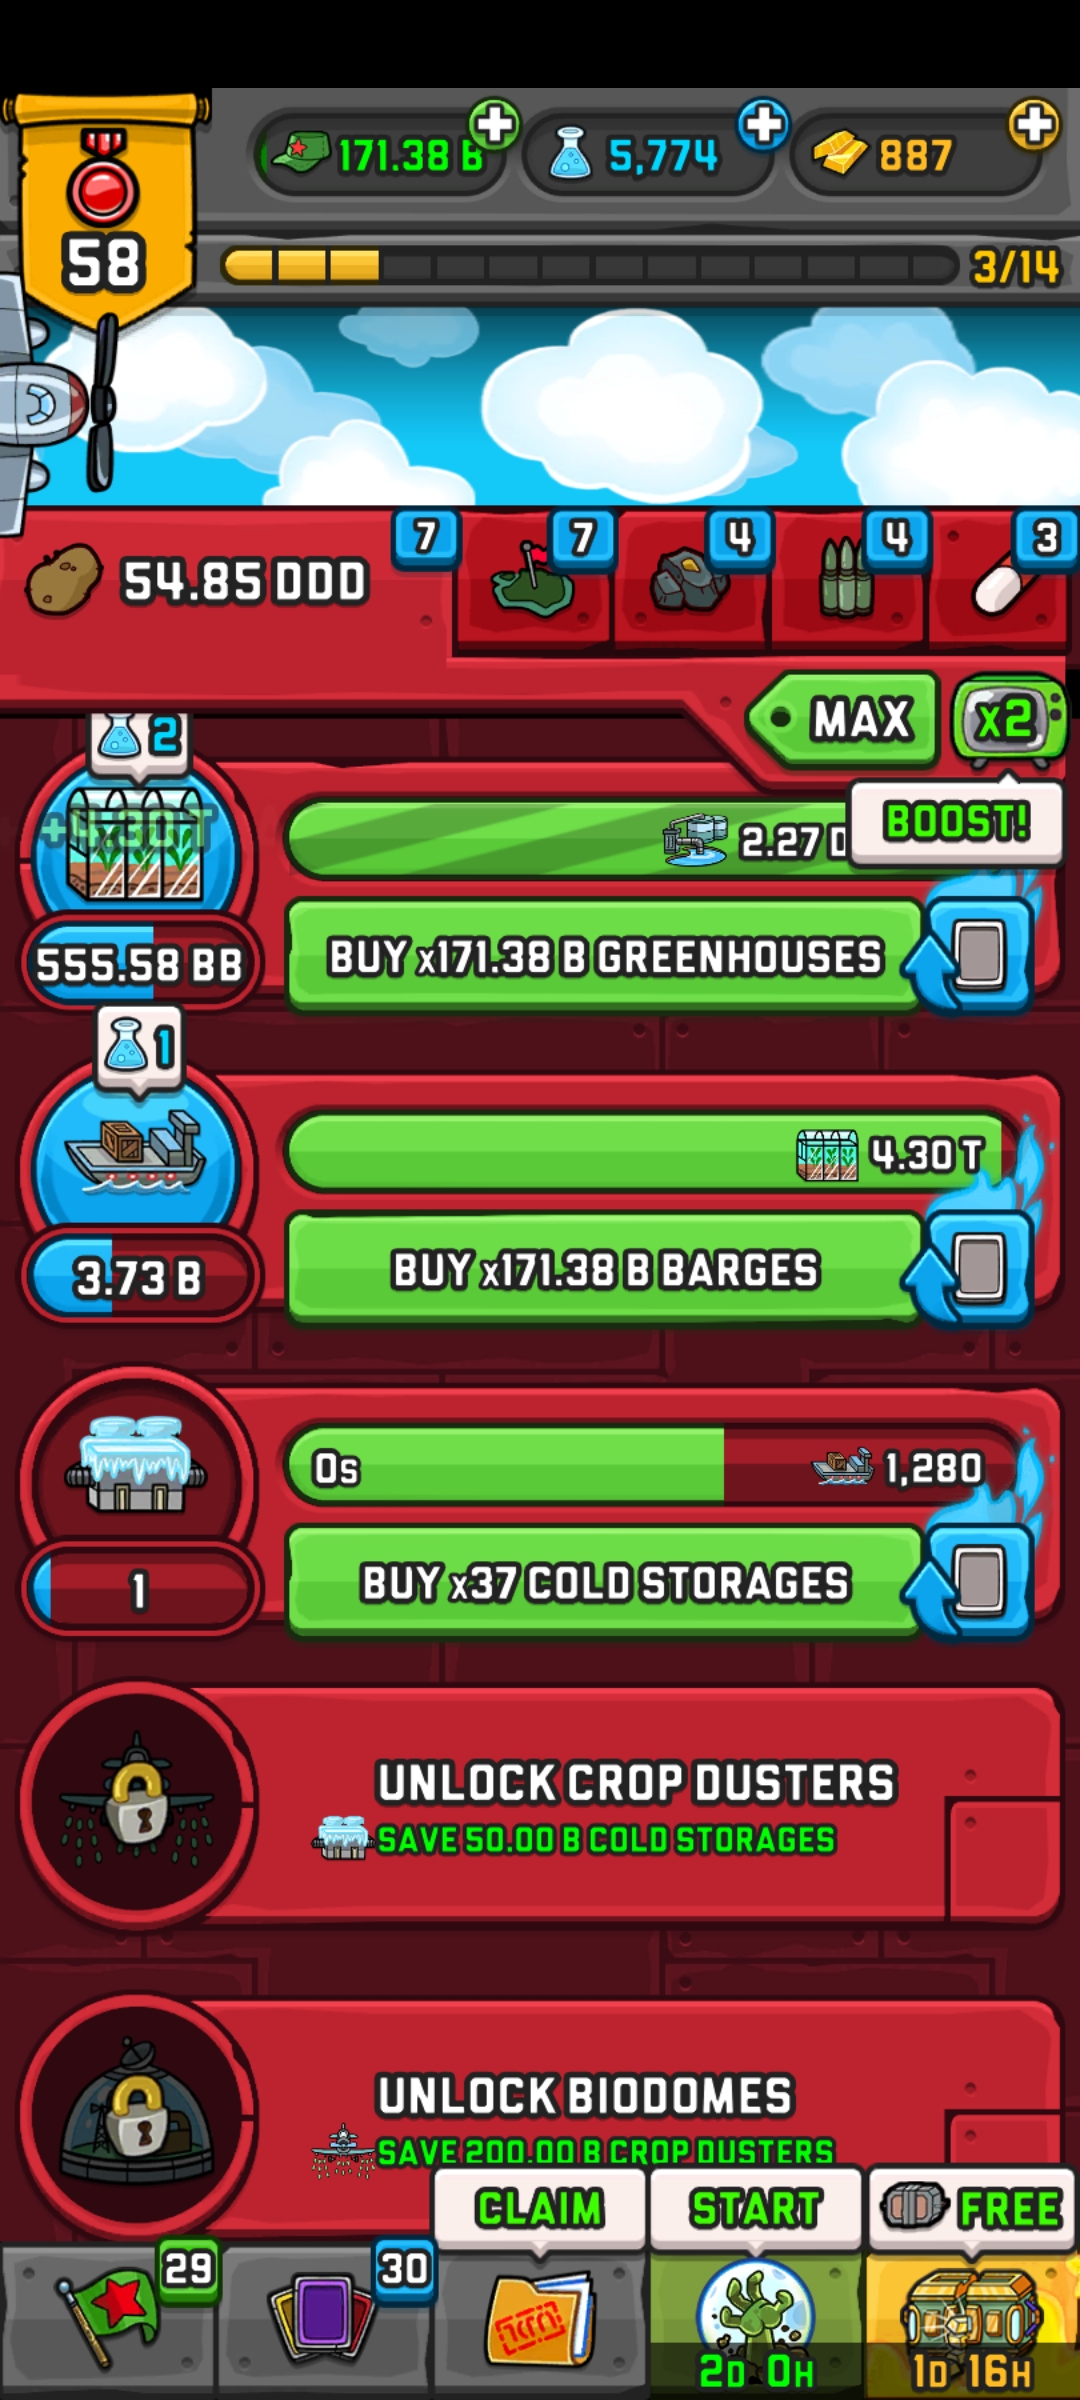 171.38 B
5,774
887
58
3/14
54.85 DDD
7
7
4
4
3
MAX
x2
BOOST!
2
+4.30 T
2.27 D
555.58 BB
BUY x171.38 B GREENHOUSES
1
4.30 T
3.73 B
BUY x171.38 B BARGES
0s
1,280
1
BUY x37 COLD STORAGES
UNLOCK CROP DUSTERS
SAVE 50.00 B COLD STORAGES
UNLOCK BIODOMES
SAVE 200.00 B CROP DUSTERS
CLAIM
START
FREE
29
30
2D 0H
1D 16H